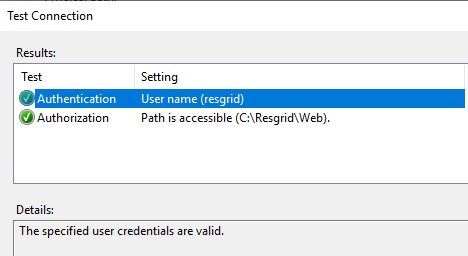 Test Connection
Results:
Test Setting
Authentication User name (resgrid)
Authorization Path is accessible (C:\Resgrid\Web).
Details:
The specified user credentials are valid.